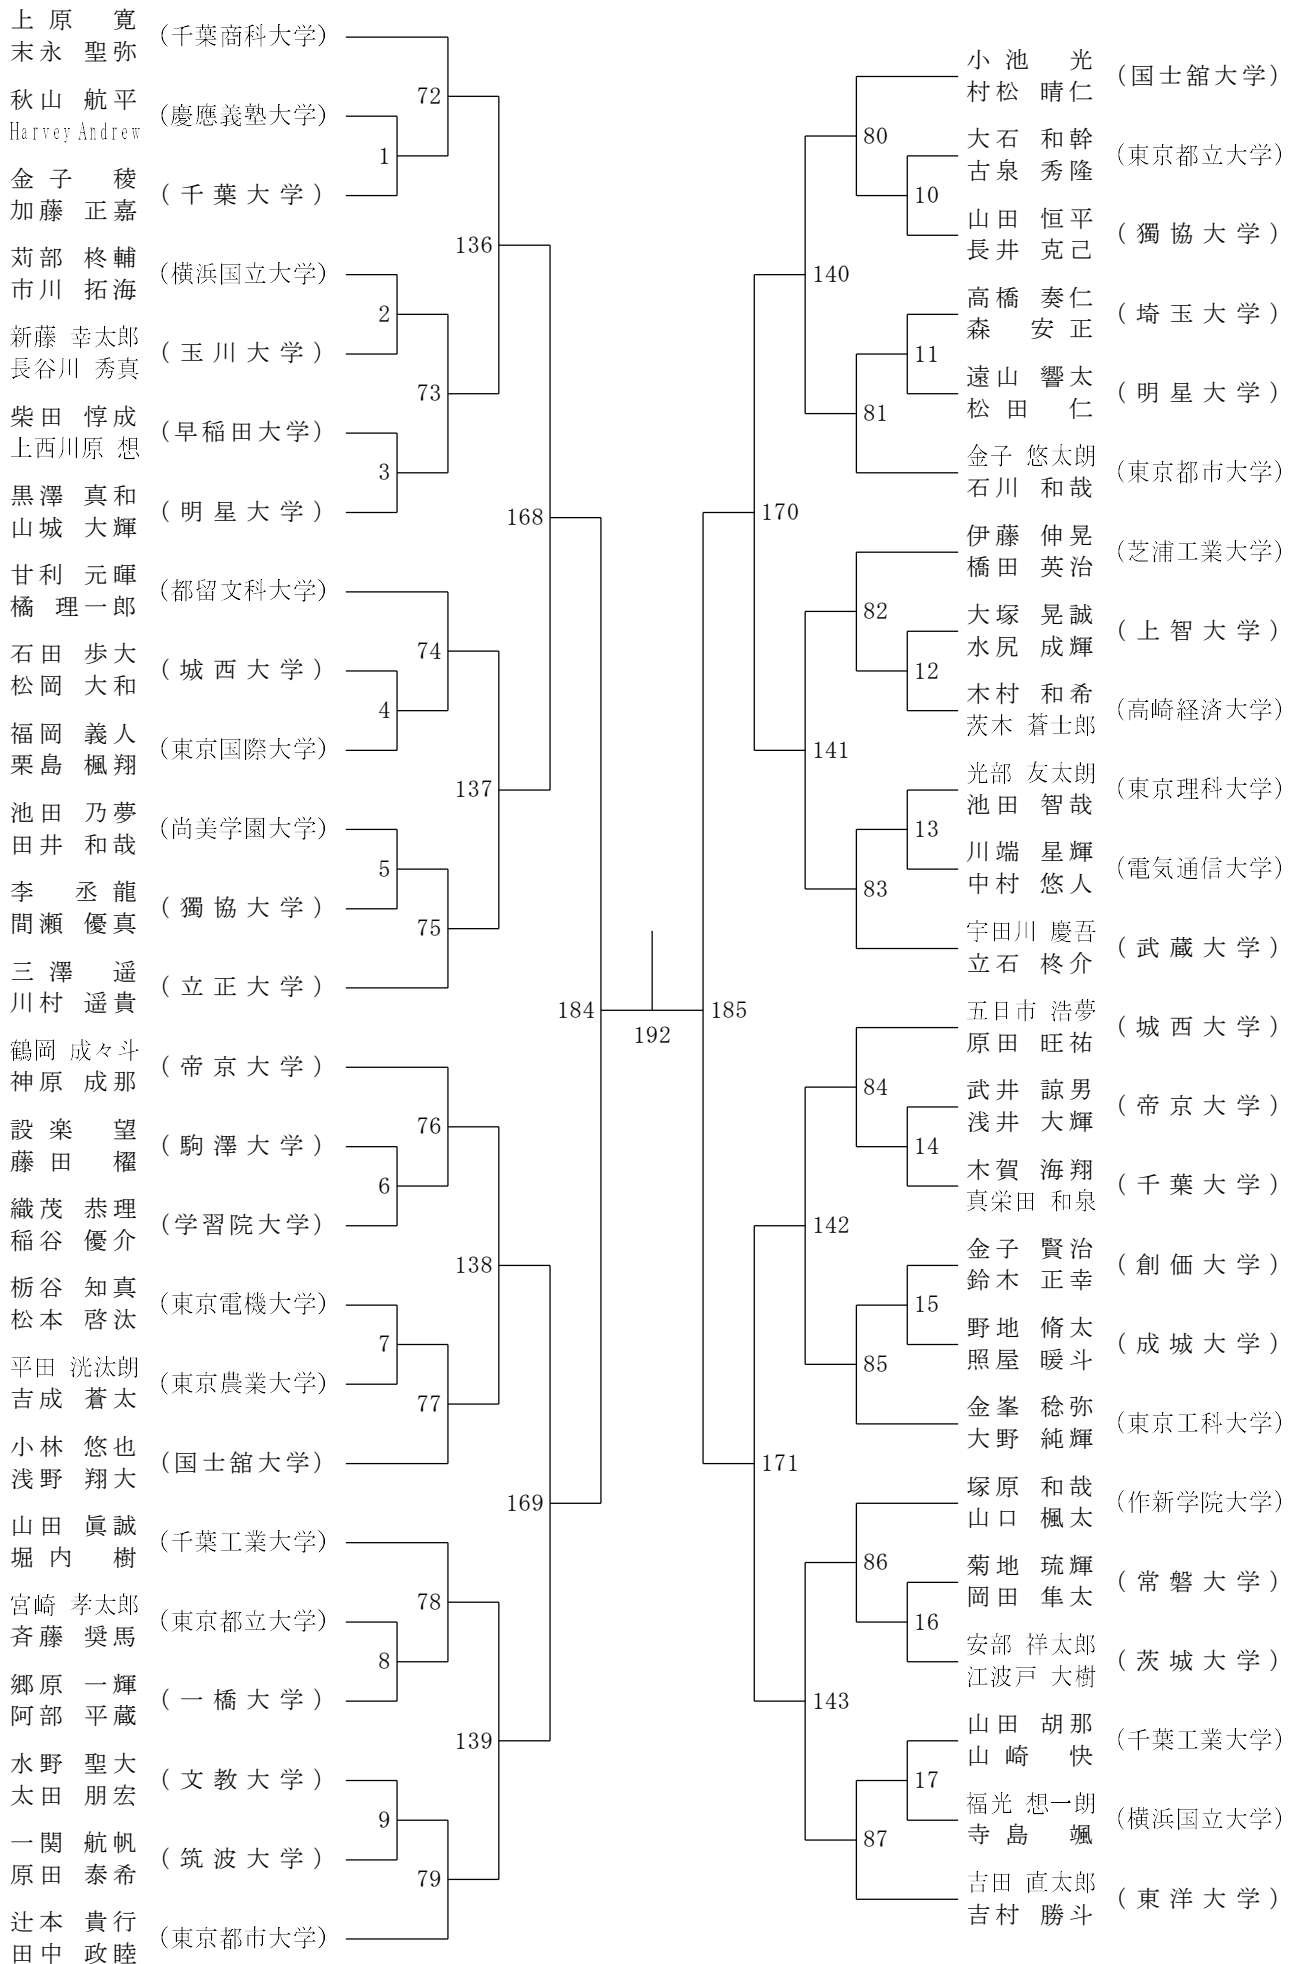 上原 寛
末永 聖弥
(千葉商科大学)
秋山 航平
Harvey Andrew
(慶應義塾大学)
金子 稜
加藤 正嘉
(千葉大学)
苅部 柊輔
市川 拓海
(横浜国立大学)
新藤 幸太郎
長谷川 秀真
(玉川大学)
柴田 惇成
上西川原 想
(早稲田大学)
黒澤 真和
山城 大輝
(明星大学)
甘利 元暉
橘 理一郎
(都留文科大学)
石田 歩大
松岡 大和
(城西大学)
福岡 義人
栗島 楓翔
(東京国際大学)
池田 乃夢
田井 和哉
(尚美学園大学)
李 丞龍
間瀬 優真
(獨協大学)
三澤 遥
川村 遥貴
(立正大学)
鶴岡 成々斗
神原 成那
(帝京大学)
設楽 望
藤田 櫂
(駒澤大学)
織茂 恭理
稲谷 優介
(学習院大学)
栃谷 知真
松本 啓汰
(東京電機大学)
平田 洸汰朗
吉成 蒼太
(東京農業大学)
小林 悠也
浅野 翔大
(国士舘大学)
山田 眞誠
堀内 樹
(千葉工業大学)
宮崎 孝太郎
斉藤 奨馬
(東京都立大学)
郷原 一輝
阿部 平蔵
(一橋大学)
水野 聖大
太田 朋宏
(文教大学)
一関 航帆
原田 泰希
(筑波大学)
辻本 貴行
田中 政睦
(東京都市大学)
1
2
3
4
5
6
7
8
9
72
73
74
75
76
77
78
79
136
137
138
139
168
169
184
192
185
170
171
140
141
142
143
80
81
82
83
84
85
86
87
10
11
12
13
14
15
16
17
小池 光
村松 晴仁
(国士舘大学)
大石 和幹
古泉 秀隆
(東京都立大学)
山田 恒平
長井 克己
(獨協大学)
高橋 奏仁
森 安正
(埼玉大学)
遠山 響太
松田 仁
(明星大学)
金子 悠太朗
石川 和哉
(東京都市大学)
伊藤 伸晃
橋田 英治
(芝浦工業大学)
大塚 晃誠
水尻 成輝
(上智大学)
木村 和希
茨木 蒼士郎
(高崎経済大学)
光部 友太朗
池田 智哉
(東京理科大学)
川端 星輝
中村 悠人
(電気通信大学)
宇田川 慶吾
立石 柊介
(武蔵大学)
五日市 浩夢
原田 旺祐
(城西大学)
武井 諒男
浅井 大輝
(帝京大学)
木賀 海翔
真栄田 和泉
(千葉大学)
金子 賢治
鈴木 正幸
(創価大学)
野地 脩太
照屋 暖斗
(成城大学)
金峯 稔弥
大野 純輝
(東京工科大学)
塚原 和哉
山口 楓太
(作新学院大学)
菊地 琉輝
岡田 隼太
(常磐大学)
安部 祥太郎
江波戸 大樹
(茨城大学)
山田 胡那
山崎 快
(千葉工業大学)
福光 想一朗
寺島 颯
(横浜国立大学)
吉田 直太郎
吉村 勝斗
(東洋大学)